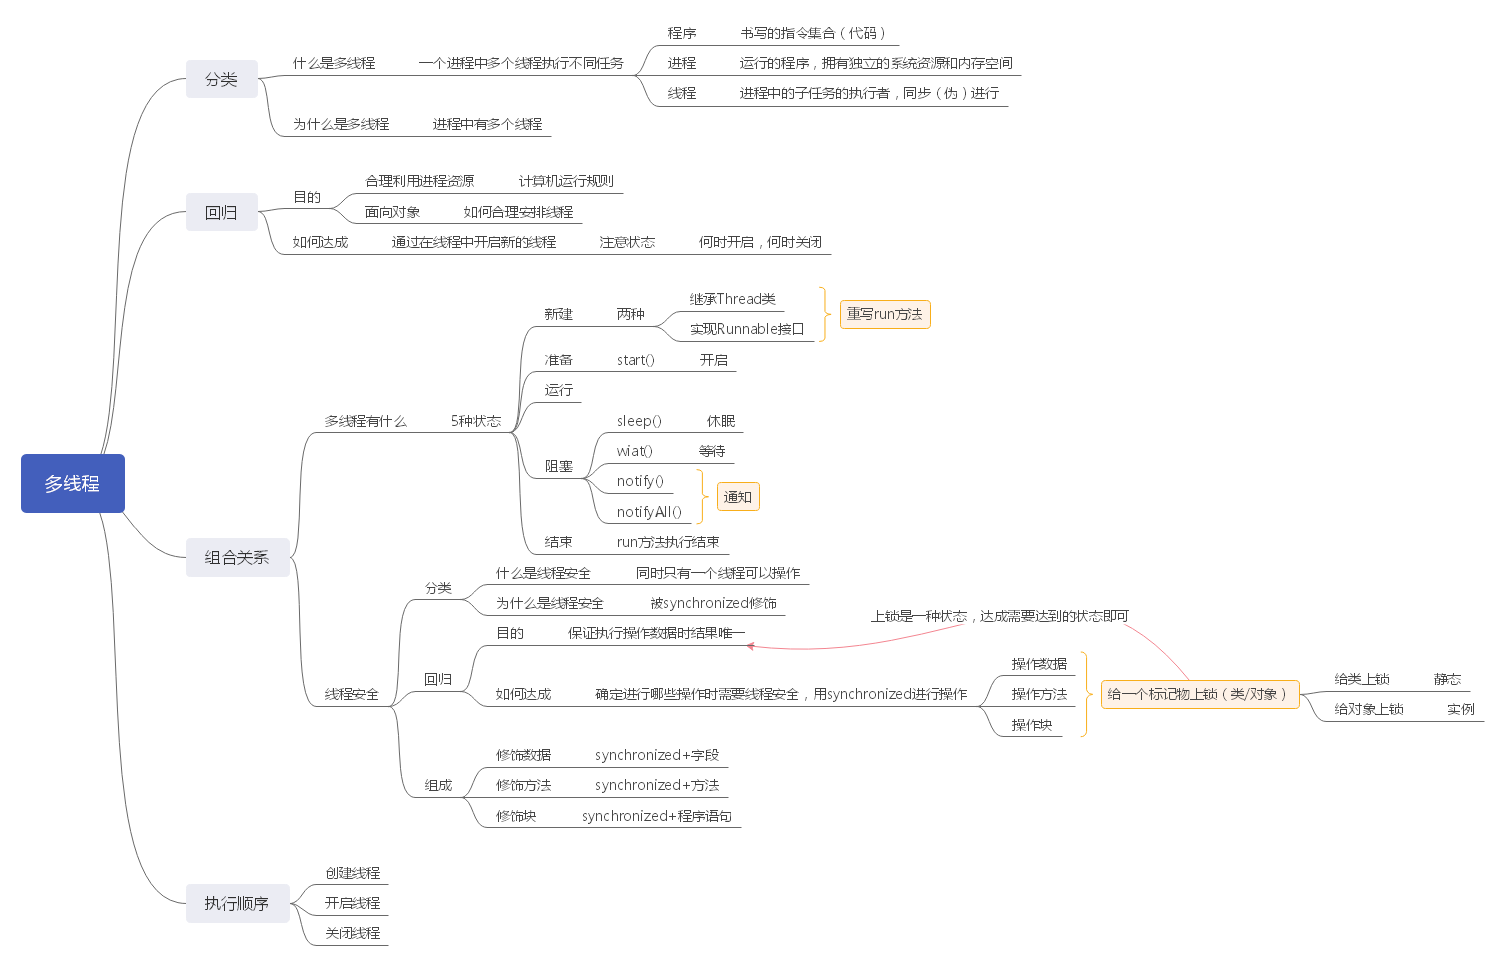 多线程
分类
什么是多线程
一个进程中多个线程执行不同任务
程序 书写的指令集合（代码）
进程 运行的程序，拥有独立的系统资源和内存空间
线程 进程中的子任务的执行者，同步（伪）进行
为什么是多线程 进程中有多个线程
回归
目的
合理利用进程资源 计算机运行规则
面向对象 如何合理安排线程
如何达成 通过在线程中开启新的线程 注意状态 何时开启，何时关闭
组合关系
多线程有什么 5种状态
新建 两种
继承Thread类
实现Runnable接口
重写run方法
准备 start() 开启
运行
阻塞
sleep() 休眠
wiat() 等待
notify()
notifyAll()
通知
结束 run方法执行结束
线程安全
分类
什么是线程安全 同时只有一个线程可以操作
为什么是线程安全 被synchronized修饰
回归
目的 保证执行操作数据时结果唯一
上锁是一种状态，达成需要达到的状态即可
如何达成 确定进行哪些操作时需要线程安全，用synchronized进行操作
操作数据
操作方法
操作块
给一个标记物上锁（类/对象）
给类上锁 静态
给对象上锁 实例
组成
修饰数据 synchronized+字段
修饰方法 synchronized+方法
修饰块 synchronized+程序语句
执行顺序
创建线程
开启线程
关闭线程